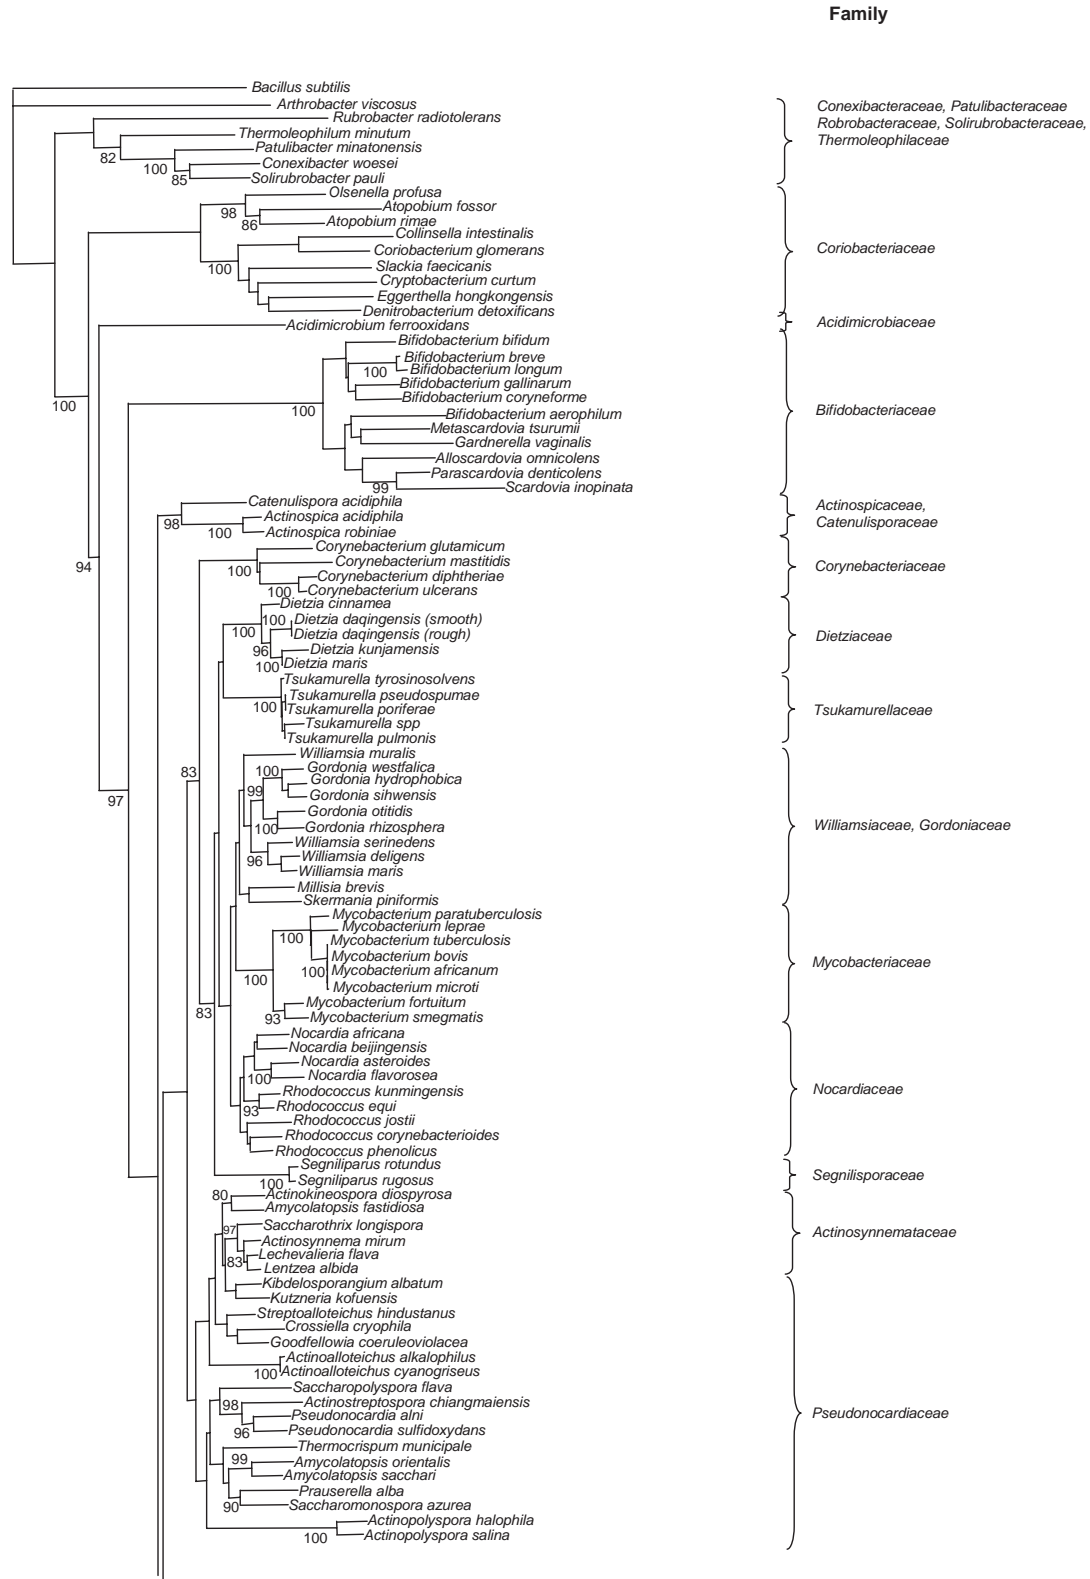 Family
Bacillus subtilis
Arthrobacter viscosus
Conexibacteraceae, Patulibacteraceae
Rubrobacter radiotolerans
Robrobacteraceae, Solirubrobacteraceae,
Thermoleophilum minutum
Thermoleophilaceae
82
Patulibacter minatonensis
100
Conexibacter woesei
85
Solirubrobacter pauli
Olsenella profusa
98
Atopobium fossor
86
Atopobium rimae
Collinsella intestinalis
Coriobacterium glomerans
Coriobacteriaceae
100
Slackia faecicanis
Cryptobacterium curtum
Eggerthella hongkongensis
Denitrobacterium detoxificans
Acidimicrobium ferrooxidans
Acidimicrobiaceae
Bifidobacterium bifidum
Bifidobacterium breve
100
Bifidobacterium longum
Bifidobacterium gallinarum
Bifidobacterium coryneforme
100
100
Bifidobacteriaceae
Bifidobacterium aerophilum
Metascardovia tsurumii
Gardnerella vaginalis
Alloscardovia omnicolens
Parascardovia denticolens
99
Scardovia inopinata
Catenulispora acidiphila
Actinospicaceae,
98
100
Actinospica acidiphila
Catenulisporaceae
Actinospica robiniae
Corynebacterium glutamicum
94
100
Corynebacterium mastitidis
Corynebacteriaceae
Corynebacterium diphtheriae
100
Corynebacterium ulcerans
Dietzia cinnamea
100
Dietzia daqingensis (smooth)
100
Dietzia daqingensis (rough)
Dietziaceae
96
Dietzia kunjamensis
100
Dietzia maris
Tsukamurella tyrosinosolvens
Tsukamurella pseudospumae
100
Tsukamurella poriferae
Tsukamurellaceae
Tsukamurella spp
Tsukamurella pulmonis
Williamsia muralis
83
100
Gordonia westfalica
Gordonia hydrophobica
99
Gordonia sihwensis
97
Gordonia otitidis
100
Gordonia rhizosphera
Williamsiaceae, Gordoniaceae
Williamsia serinedens
96
Williamsia deligens
Williamsia maris
Millisia brevis
Skermania piniformis
Mycobacterium paratuberculosis
Mycobacterium leprae
100
Mycobacterium tuberculosis
Mycobacterium bovis
Mycobacteriaceae
100
100
Mycobacterium africanum
Mycobacterium microti
Mycobacterium fortuitum
83
93
Mycobacterium smegmatis
Nocardia africana
Nocardia beijingensis
Nocardia asteroides
100
Nocardia flavorosea
Nocardiaceae
Rhodococcus kunmingensis
93
Rhodococcus equi
Rhodococcus jostii
Rhodococcus corynebacterioides
Rhodococcus phenolicus
Segniliparus rotundus
Segnilisporaceae
100
Segniliparus rugosus
80
Actinokineospora diospyrosa
Amycolatopsis fastidiosa
97
Saccharothrix longispora
Actinosynnemataceae
Actinosynnema mirum
83
Lechevalieria flava
Lentzea albida
Kibdelosporangium albatum
Kutzneria kofuensis
Streptoalloteichus hindustanus
Crossiella cryophila
Goodfellowia coeruleoviolacea
Actinoalloteichus alkalophilus
100
Actinoalloteichus cyanogriseus
Saccharopolyspora flava
98
Actinostreptospora chiangmaiensis
Pseudonocardia alni
Pseudonocardiaceae
96
Pseudonocardia sulfidoxydans
Thermocrispum municipale
99
Amycolatopsis orientalis
Amycolatopsis sacchari
Prauserella alba
90
Saccharomonospora azurea
Actinopolyspora halophila
100
Actinopolyspora salina